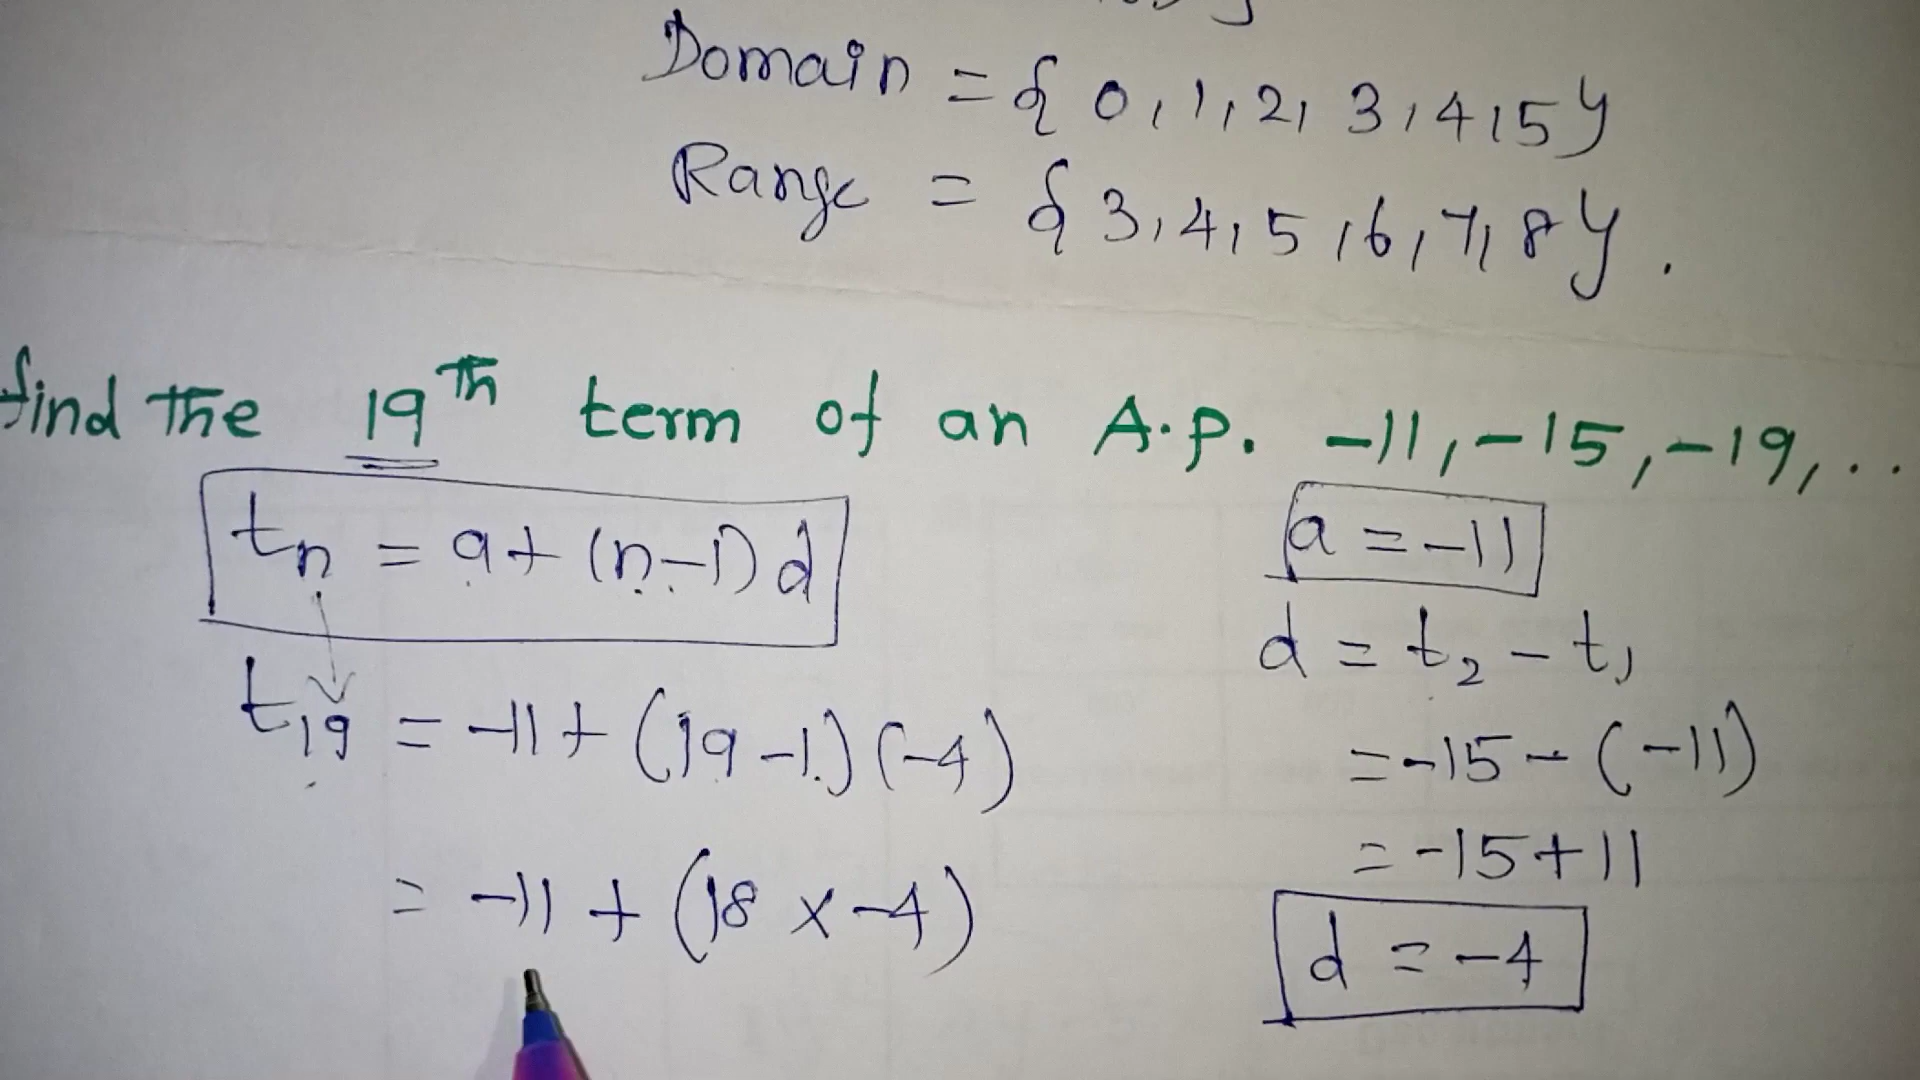 Domain = { 0, 1, 2, 3, 4, 5 }
Range = { 3, 4, 5, 6, 7, 8 }.
find the 19th term of an A.P. -11, -15, -19, ..
tn = a + (n-1) d
a = -11
d = t2 - t1
t19 = -11 + (19 -1) (-4)
= -15 - (-11)
= -15 + 11
= -11 + (18 x -4)
d = -4